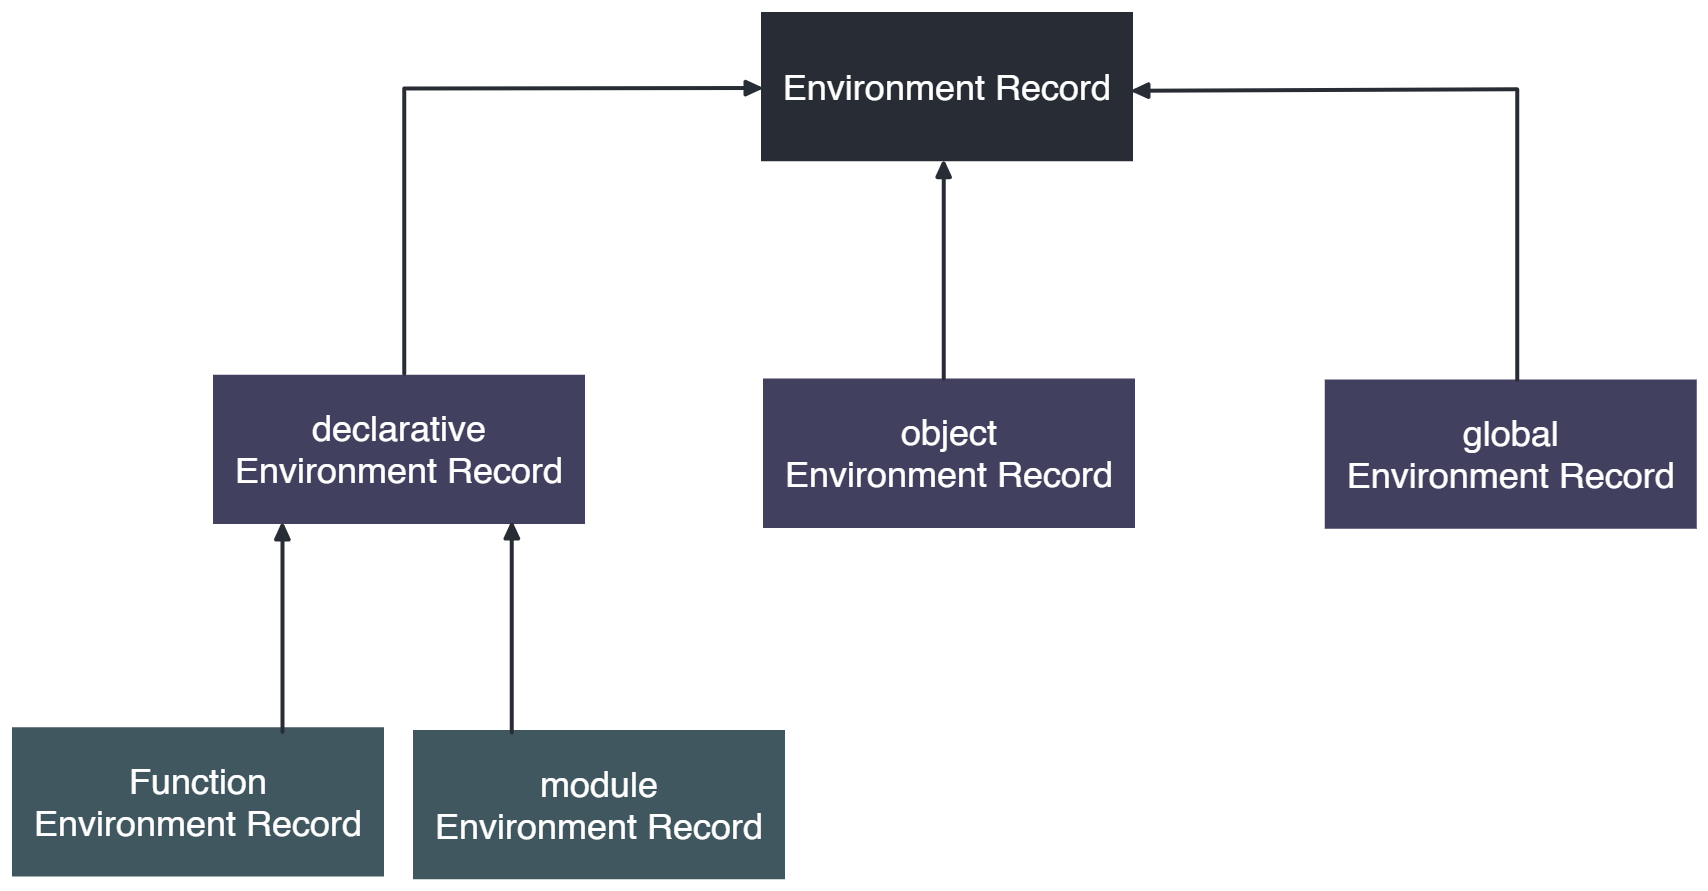 Environment Record
declarative
Environment Record
object
Environment Record
global
Environment Record
Function
Environment Record
module
Environment Record